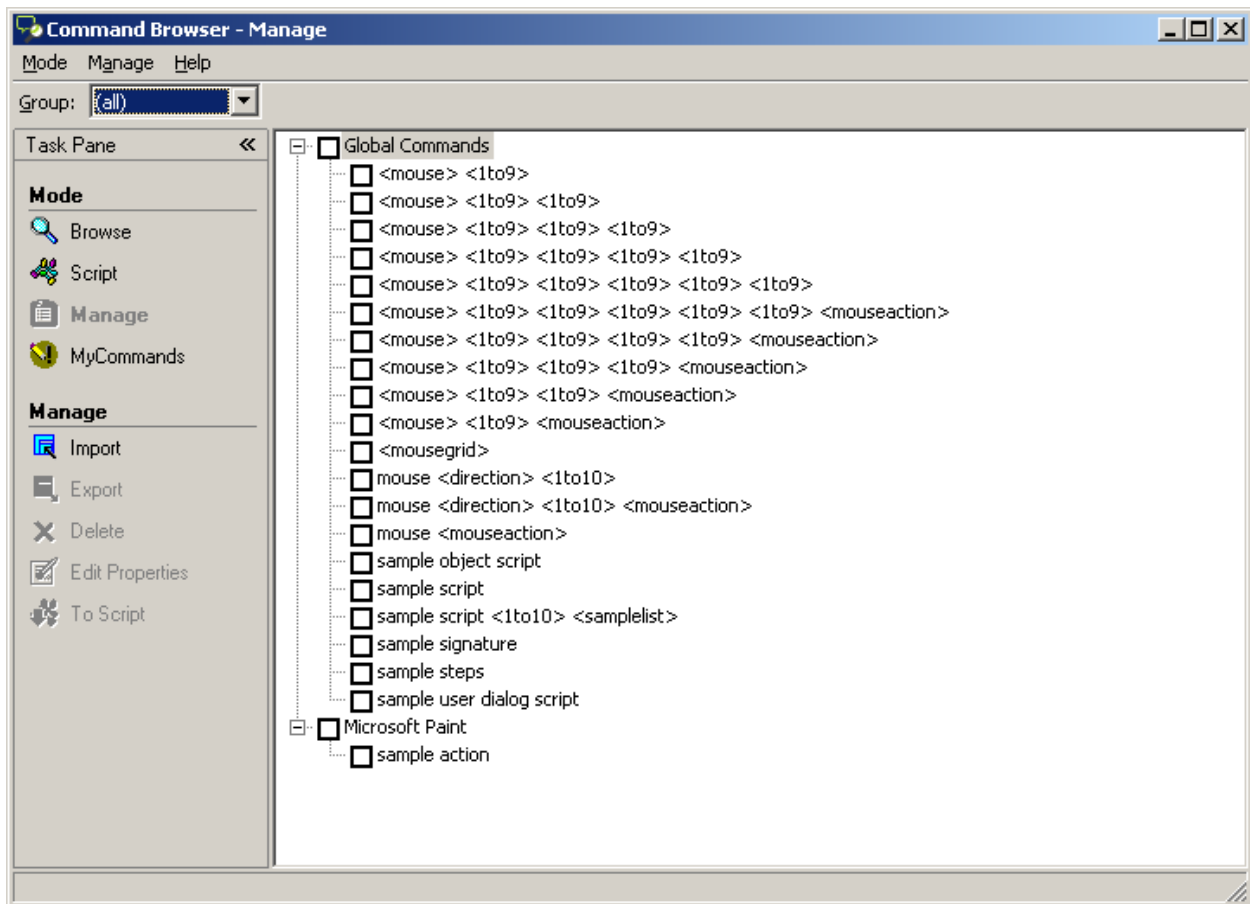 Command Browser - Manage
Mode Manage Help
Group: (all)
Task Pane «
Mode
Browse
Script
Manage
MyCommands
Manage
Import
Export
Delete
Edit Properties
To Script
Global Commands
<mouse> <1to9>
<mouse> <1to9> <1to9>
<mouse> <1to9> <1to9> <1to9>
<mouse> <1to9> <1to9> <1to9> <1to9>
<mouse> <1to9> <1to9> <1to9> <1to9> <1to9>
<mouse> <1to9> <1to9> <1to9> <1to9> <1to9> <mouseaction>
<mouse> <1to9> <1to9> <1to9> <1to9> <mouseaction>
<mouse> <1to9> <1to9> <1to9> <mouseaction>
<mouse> <1to9> <1to9> <mouseaction>
<mouse> <1to9> <mouseaction>
<mousegrid>
mouse <direction> <1to10>
mouse <direction> <1to10> <mouseaction>
mouse <mouseaction>
sample object script
sample script
sample script <1to10> <samplelist>
sample signature
sample steps
sample user dialog script
Microsoft Paint
sample action